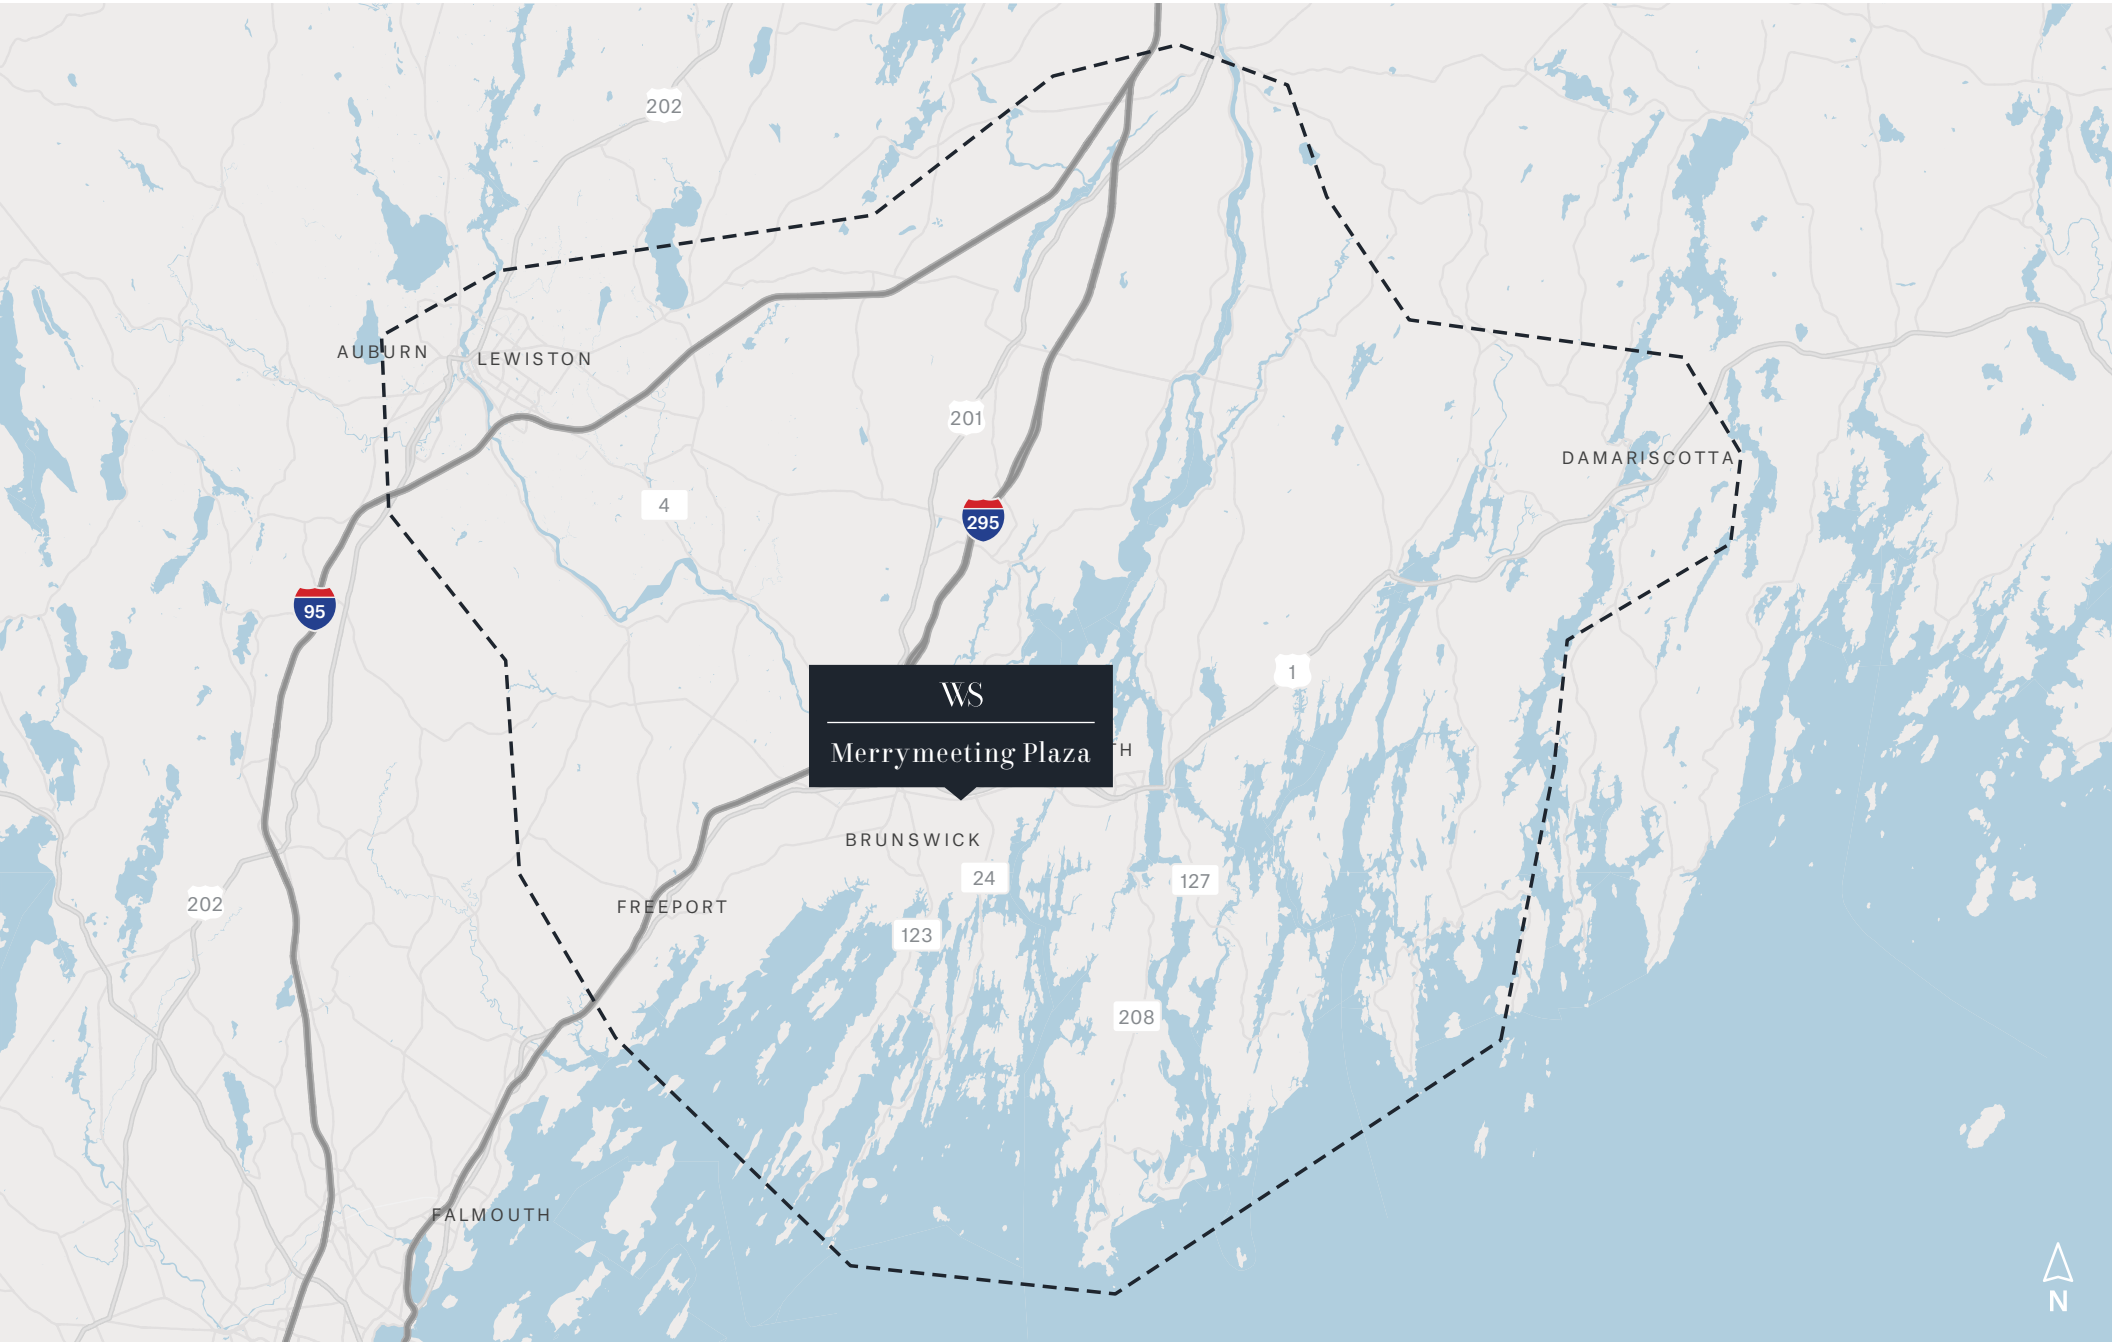 202
AUBURN
LEWISTON
201
DAMARISCOTTA
4
295
95
1
WS
Merrymeeting Plaza
TH
BRUNSWICK
24
127
202
FREEPORT
123
208
FALMOUTH
N